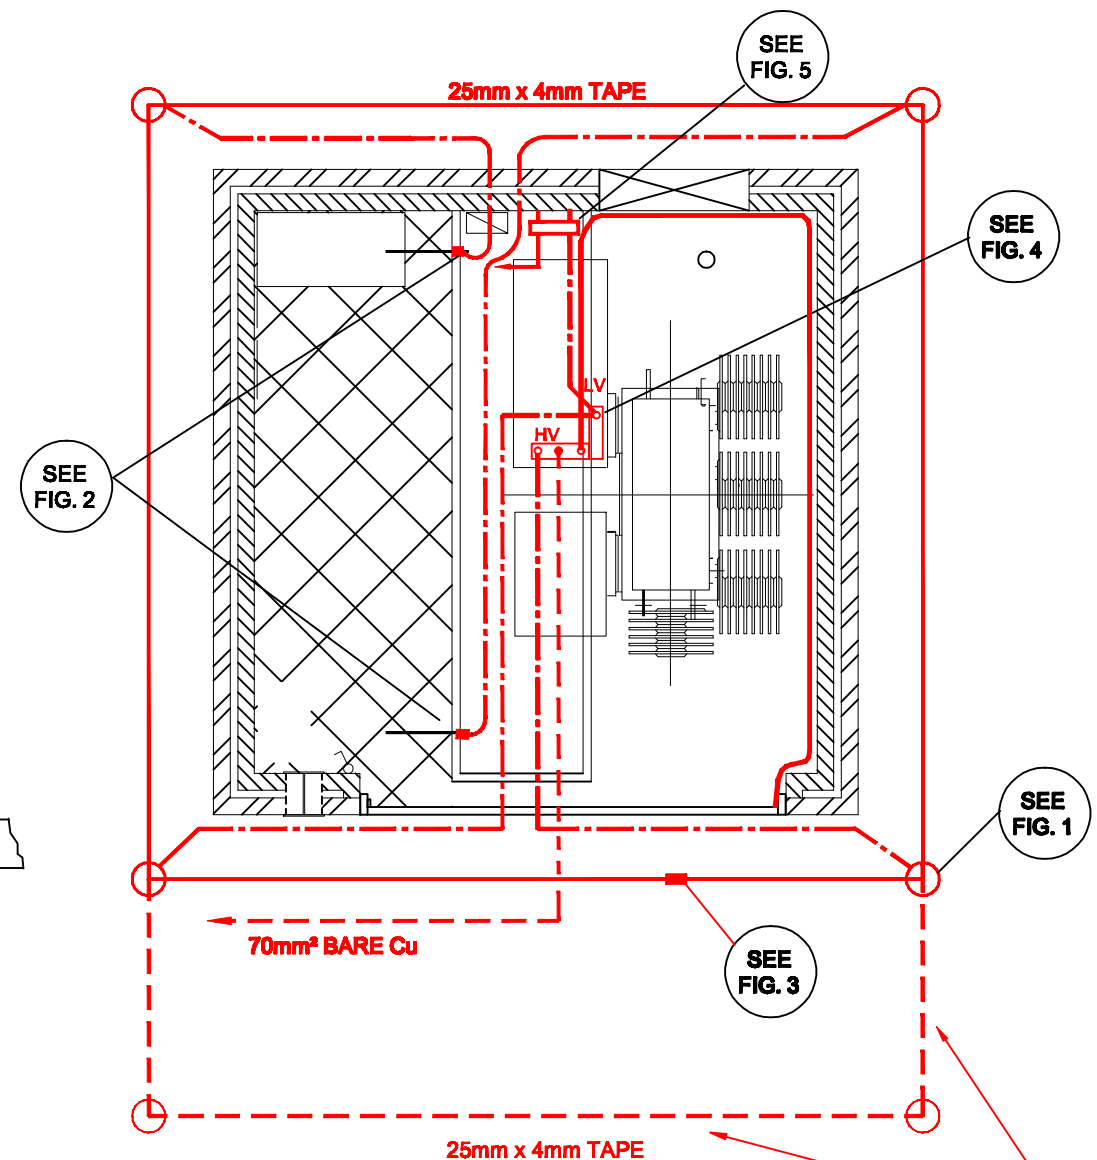 SEE
FIG. 5
25mm x 4mm TAPE
SEE
FIG. 4
LV
HV
SEE
FIG. 2
SEE
FIG. 1
70mm² BARE Cu
SEE
FIG. 3
25mm x 4mm TAPE